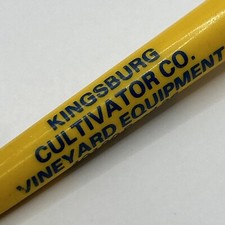 KINGSBURG
CULTIVATOR CO.
VINEYARD EQUIPMENT